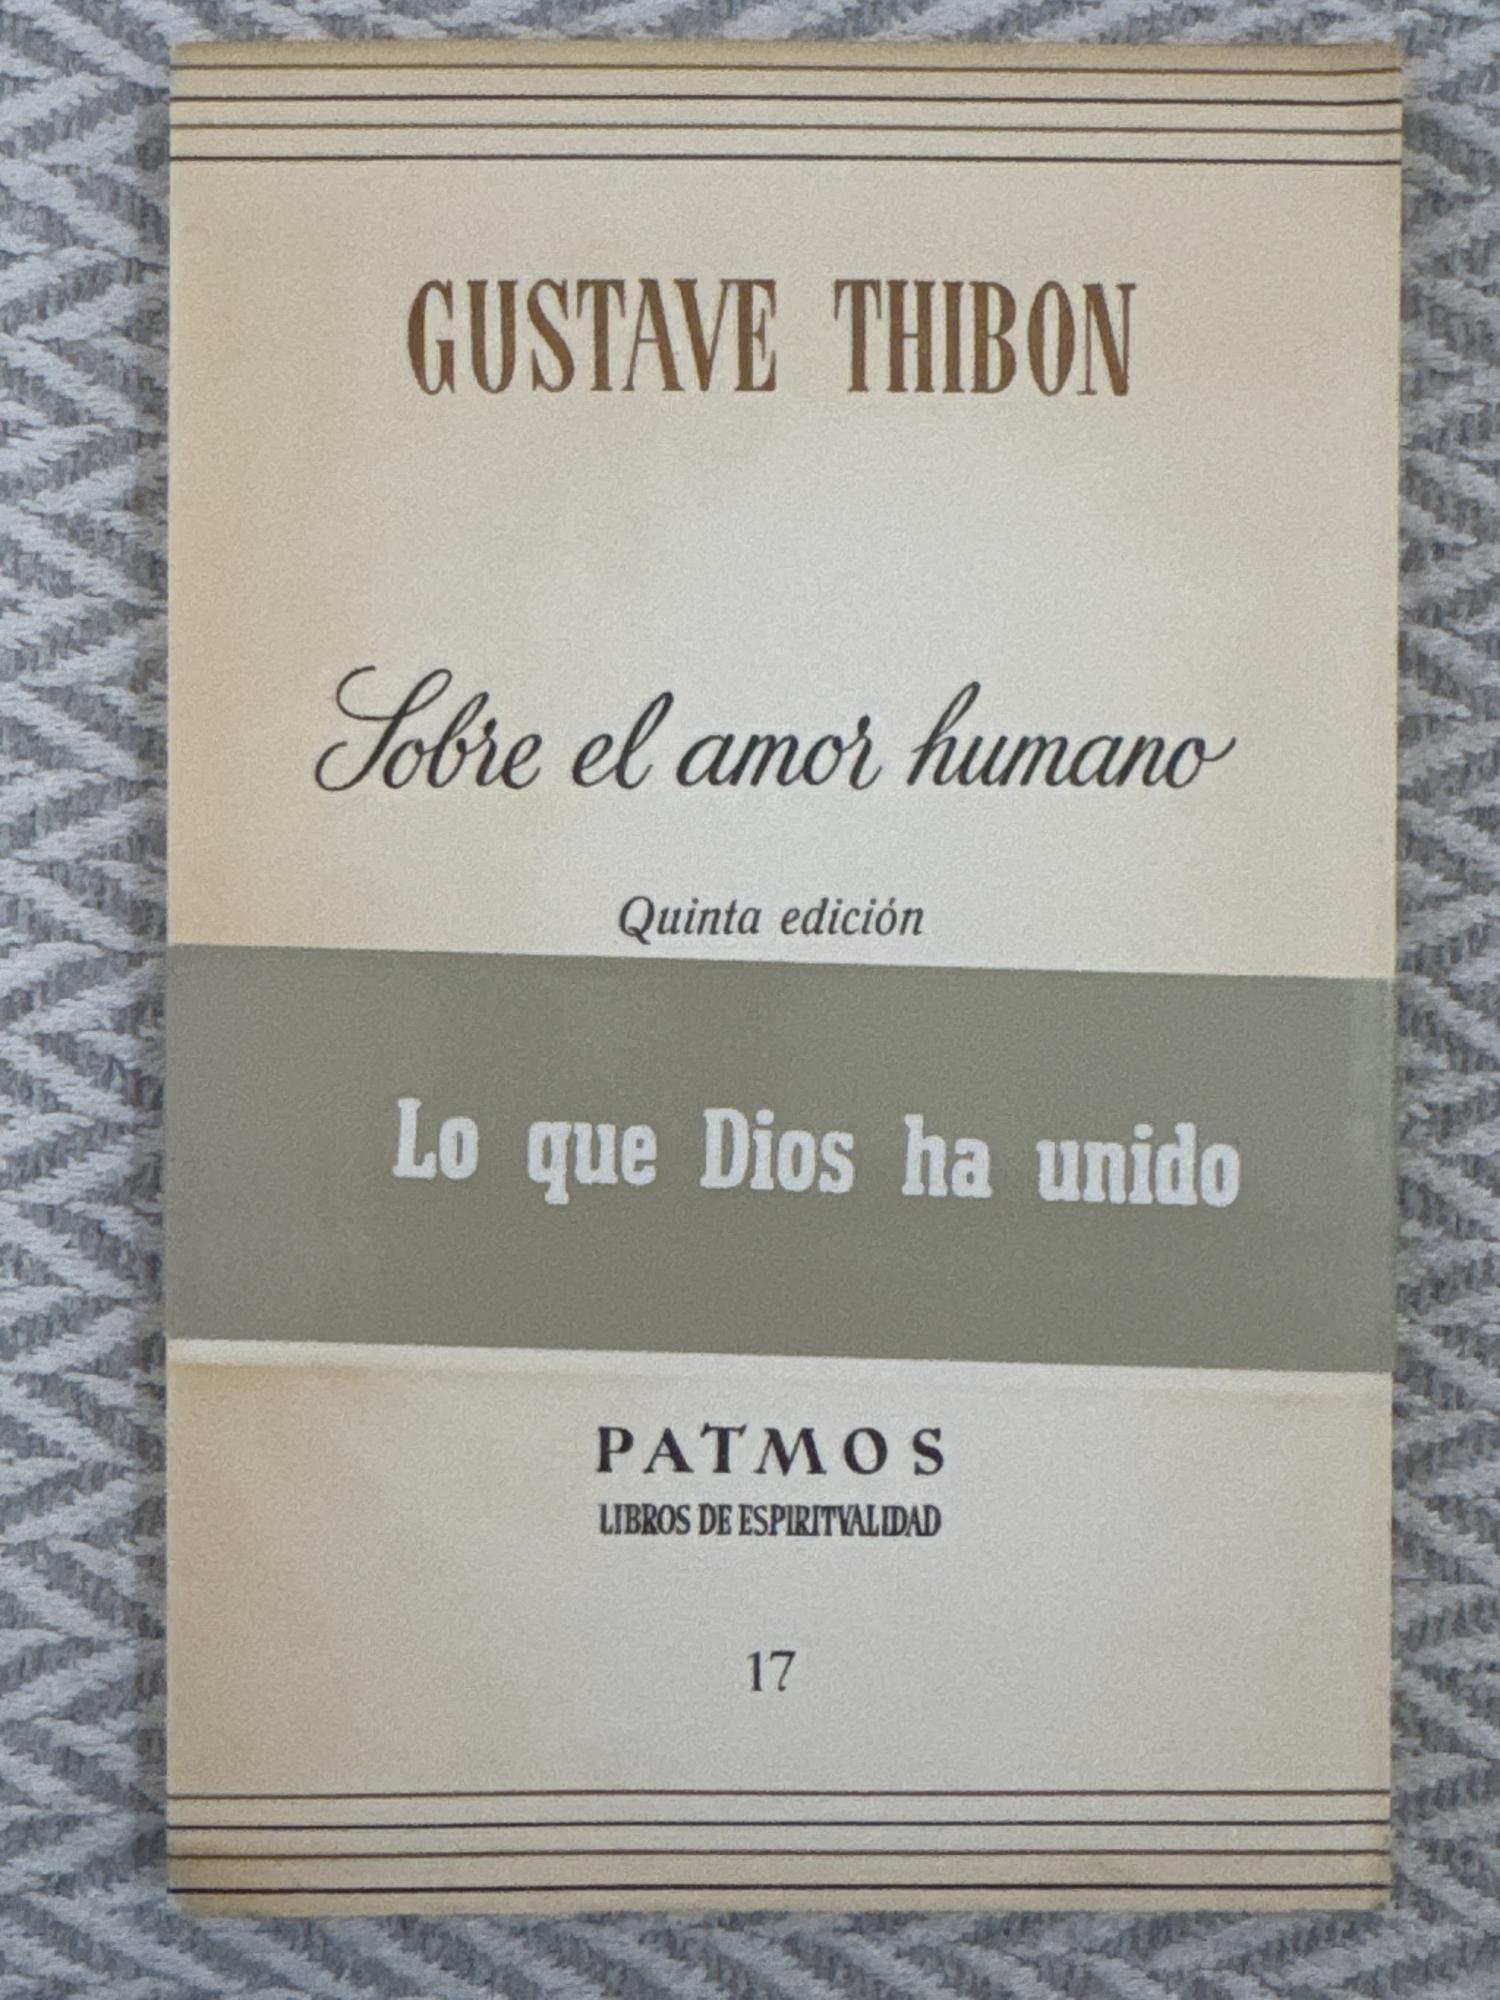 GUSTAVE THIBON
Sobre el amor humano
Quinta edición
Lo que Dios ha unido
PATMOS
LIBROS DE ESPIRITVALIDAD
17